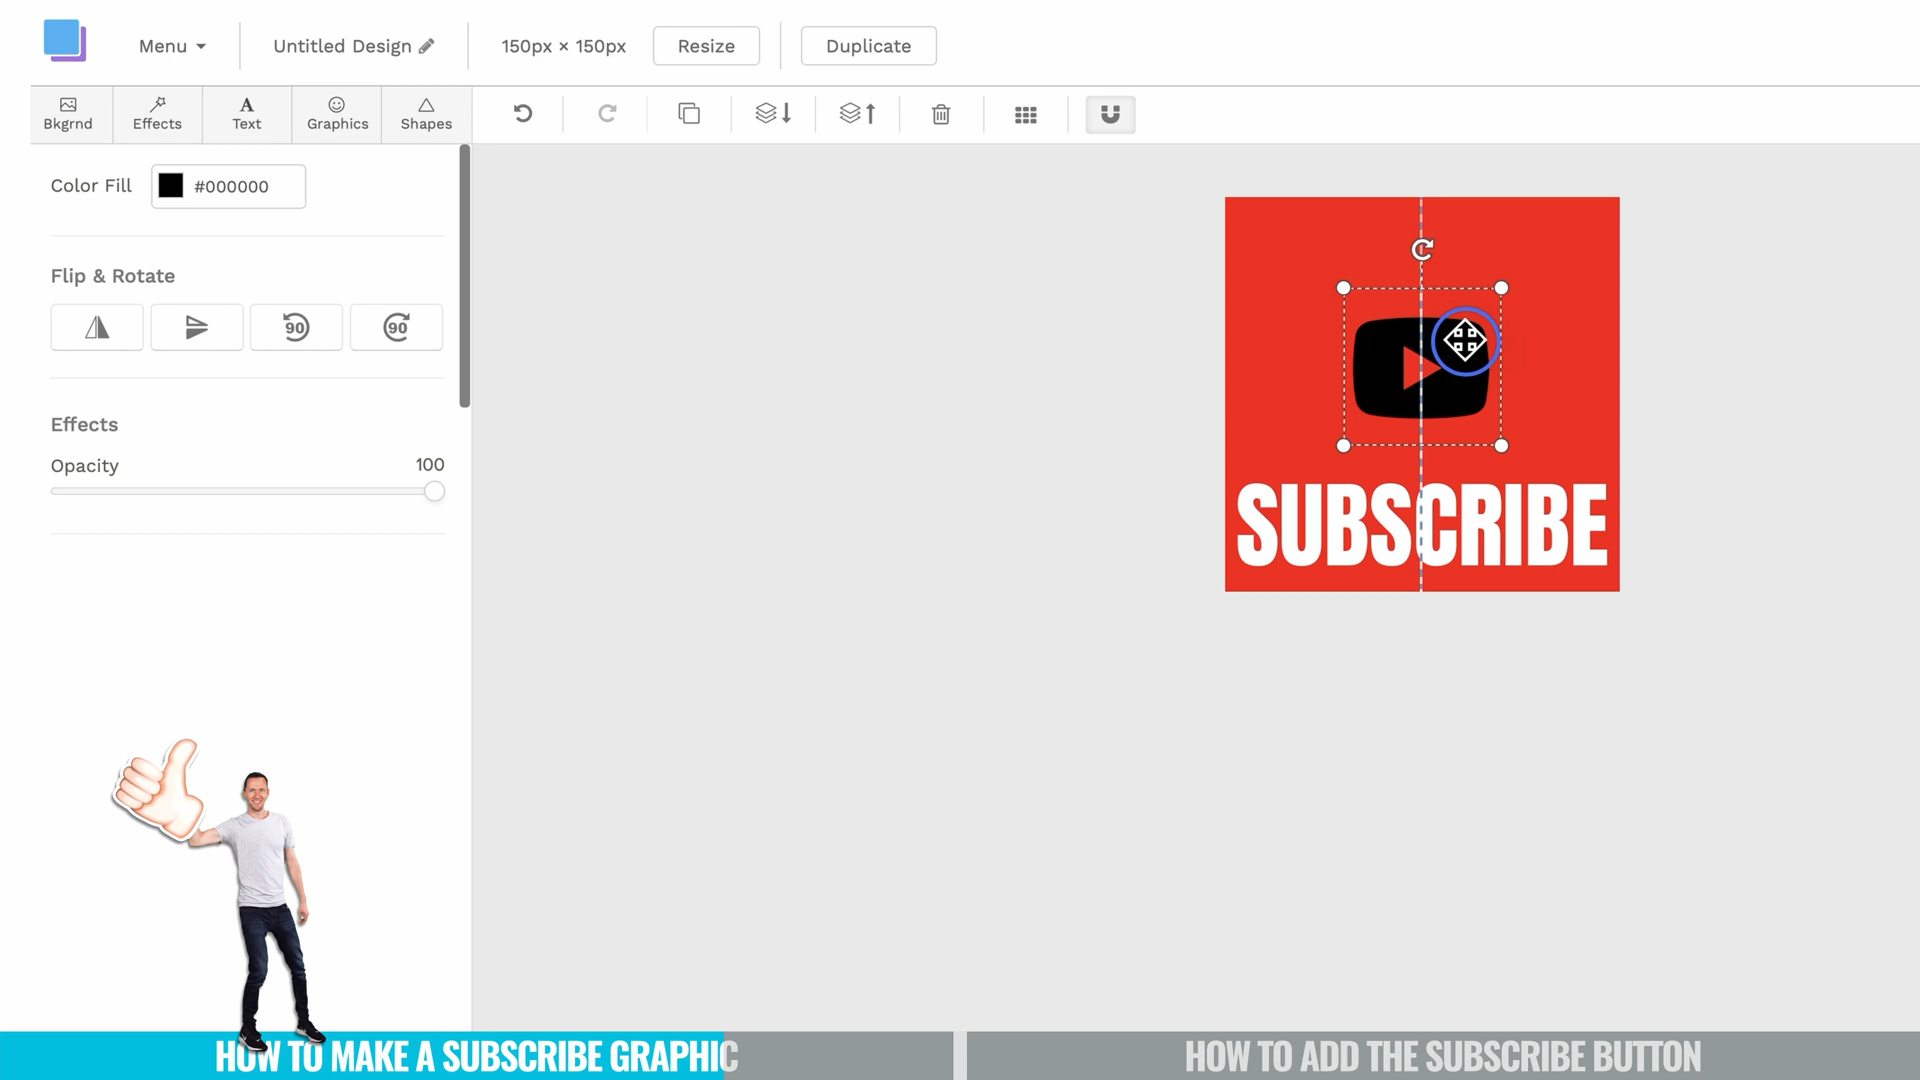 Menu
Untitled Design
150px × 150px
Resize
Duplicate
Bkgrnd
Effects
Text
Graphics
Shapes
Color Fill
#000000
Flip & Rotate
90
90
Effects
Opacity
100
SUBSCRIBE
HOW TO MAKE A SUBSCRIBE GRAPHIC
HOW TO ADD THE SUBSCRIBE BUTTON